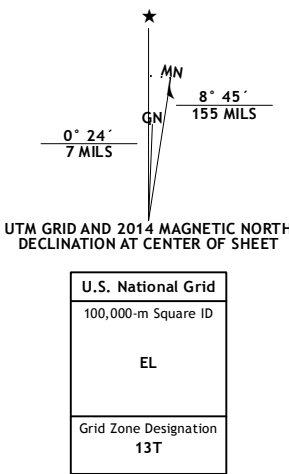 ★
MN
GN
8° 45´
155 MILS
0° 24´
7 MILS
UTM GRID AND 2014 MAGNETIC NORTH
DECLINATION AT CENTER OF SHEET
U.S. National Grid
100,000-m Square ID
EL
Grid Zone Designation
13T